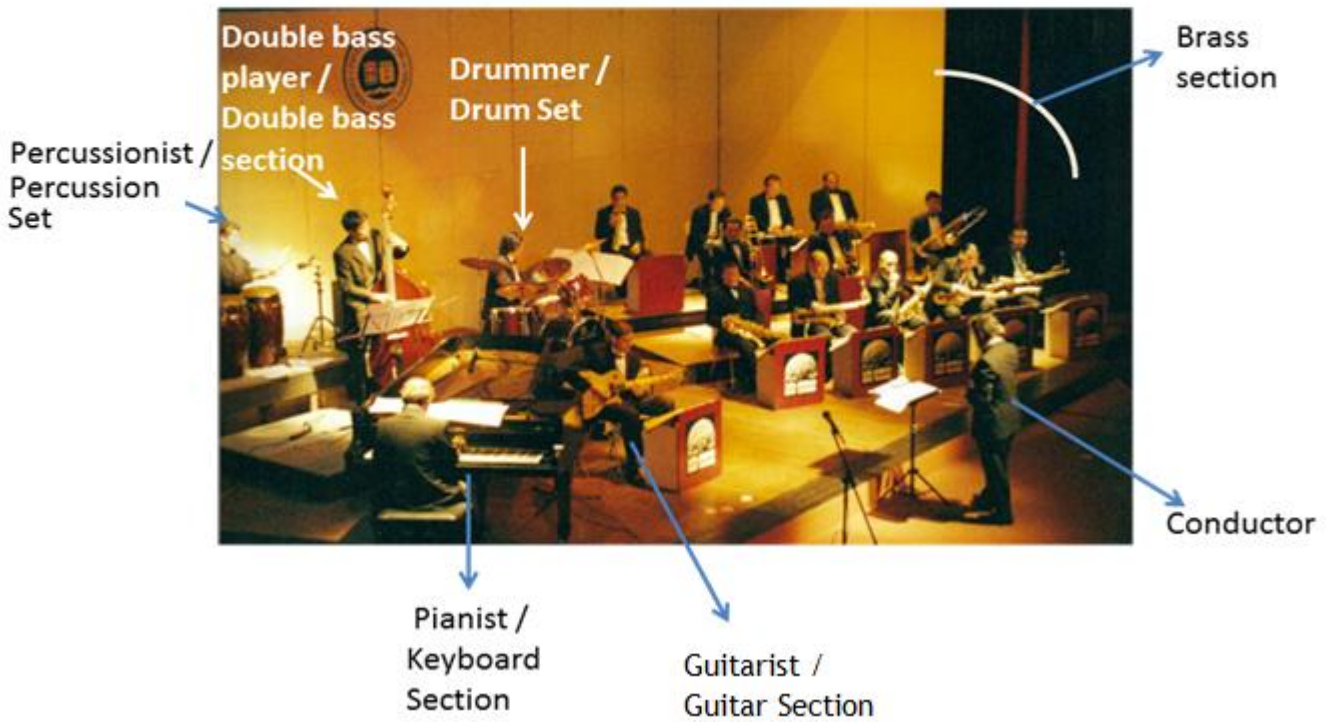 Double bass
player /
Double bass
section
Drummer /
Drum Set
Brass
section
Percussionist /
Percussion
Set
Conductor
Pianist /
Keyboard
Section
Guitarist /
Guitar Section